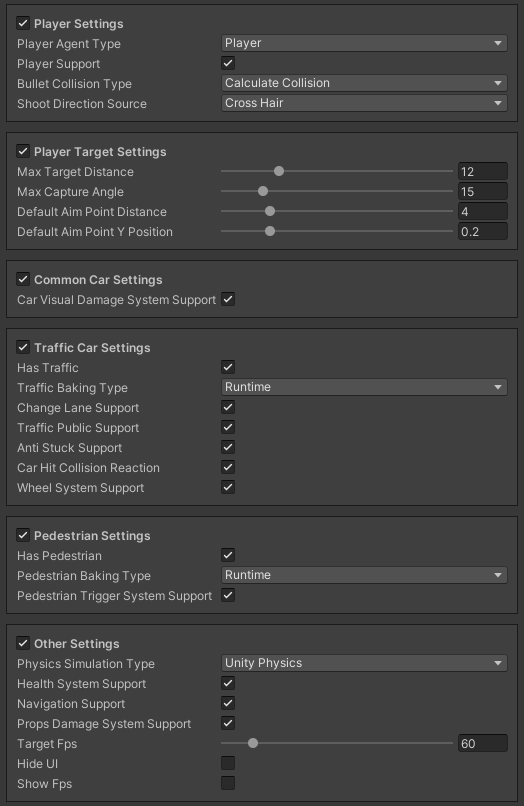 Player Settings
Player Agent Type Player
Player Support
Bullet Collision Type Calculate Collision
Shoot Direction Source Cross Hair
Player Target Settings
Max Target Distance 12
Max Capture Angle 15
Default Aim Point Distance 4
Default Aim Point Y Position 0.2
Common Car Settings
Car Visual Damage System Support
Traffic Car Settings
Has Traffic
Traffic Baking Type Runtime
Change Lane Support
Traffic Public Support
Anti Stuck Support
Car Hit Collision Reaction
Wheel System Support
Pedestrian Settings
Has Pedestrian
Pedestrian Baking Type Runtime
Pedestrian Trigger System Support
Other Settings
Physics Simulation Type Unity Physics
Health System Support
Navigation Support
Props Damage System Support
Target Fps 60
Hide UI
Show Fps